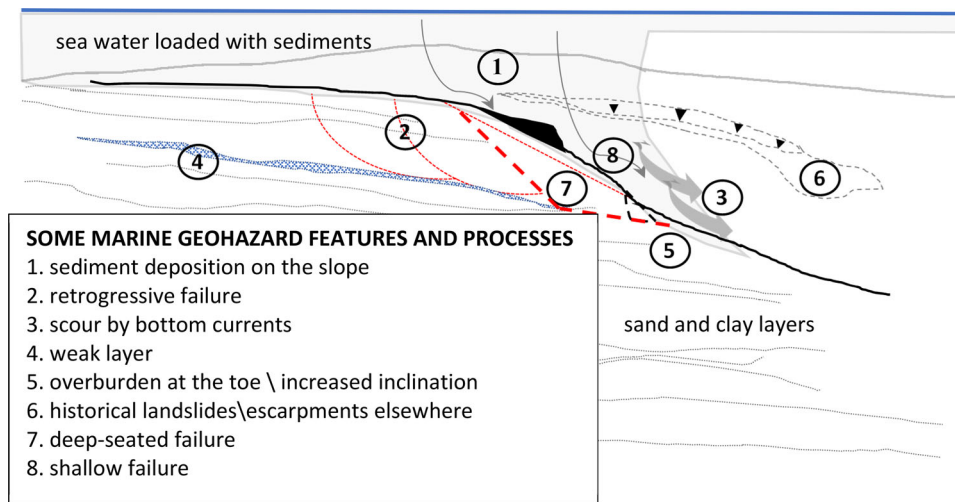 sea water loaded with sediments
1
2
4
8
3
6
7
5
SOME MARINE GEOHAZARD FEATURES AND PROCESSES
1. sediment deposition on the slope
2. retrogressive failure
3. scour by bottom currents
4. weak layer
5. overburden at the toe \ increased inclination
6. historical landslides\escarpments elsewhere
7. deep-seated failure
8. shallow failure
sand and clay layers